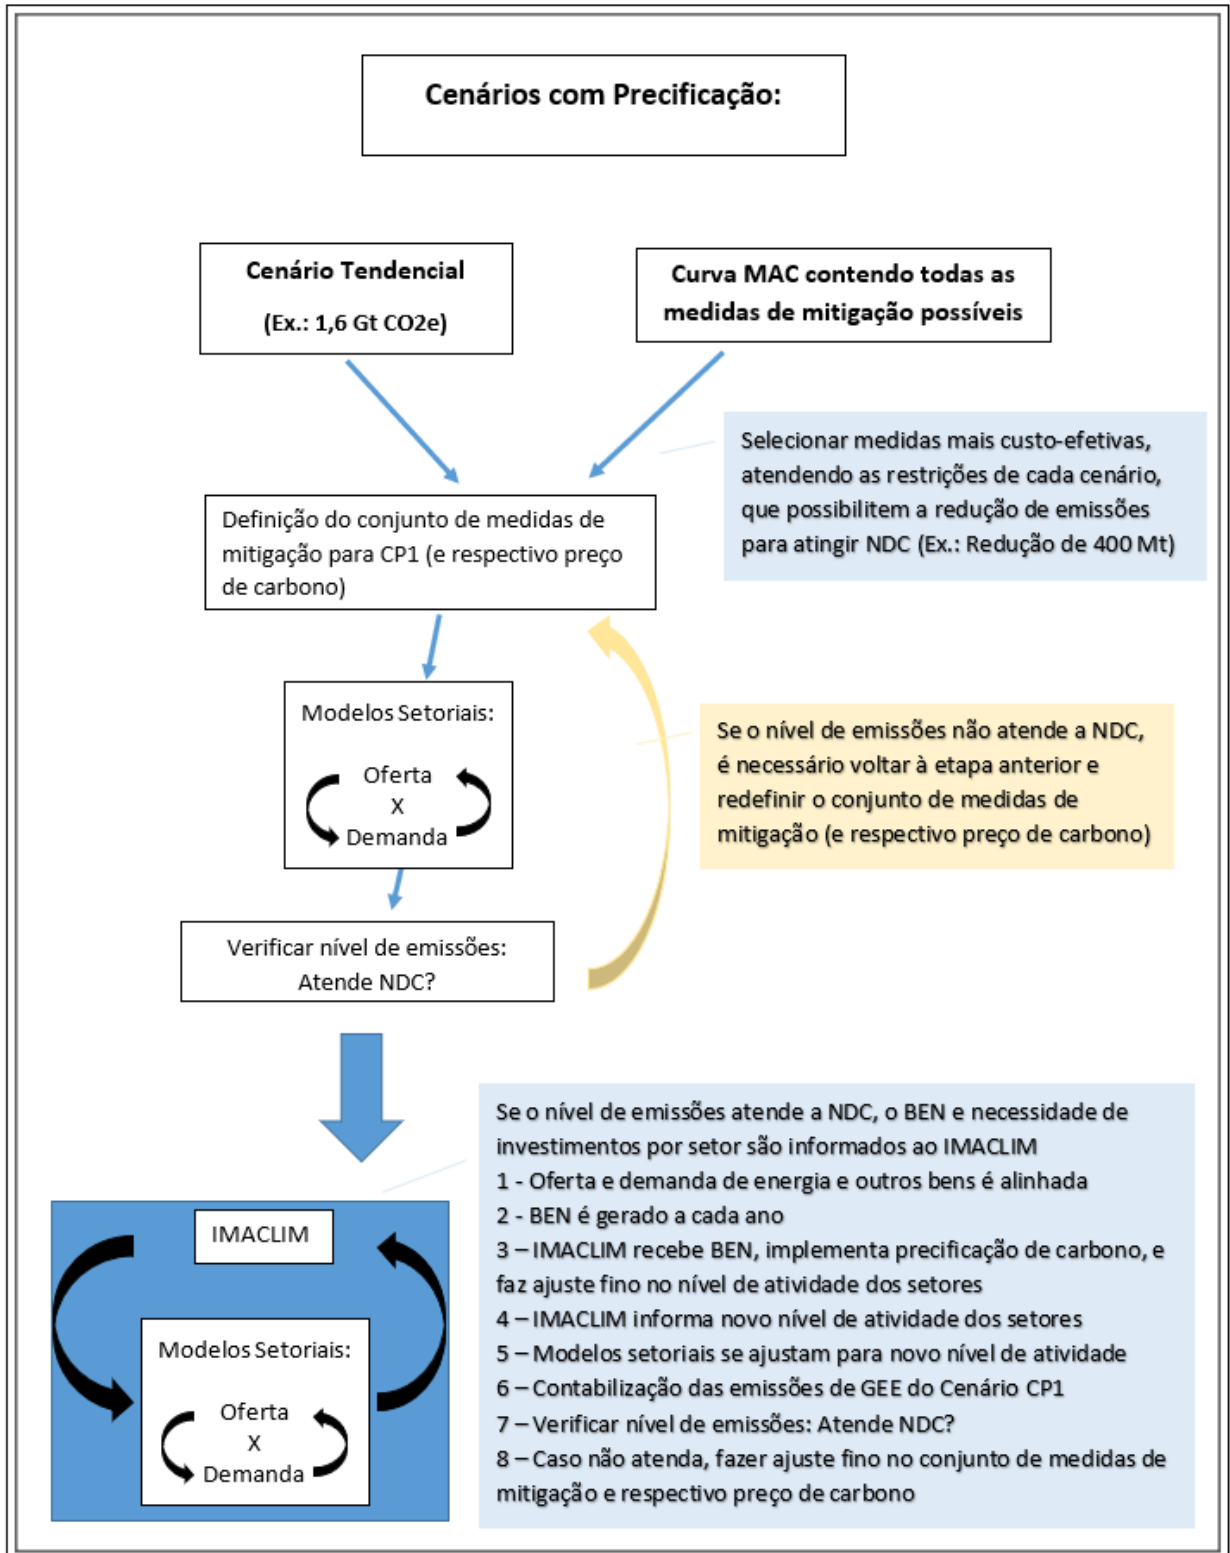 Cenários com Precificação:
Cenário Tendencial
(Ex.: 1,6 Gt CO2e)
Curva MAC contendo todas as
medidas de mitigação possíveis
Selecionar medidas mais custo-efetivas,
atendendo as restrições de cada cenário,
que possibilitem a redução de emissões
para atingir NDC (Ex.: Redução de 400 Mt)
Definição do conjunto de medidas de
mitigação para CP1 (e respectivo preço
de carbono)
Modelos Setoriais:
Oferta
X
Demanda
Se o nível de emissões não atende a NDC,
é necessário voltar à etapa anterior e
redefinir o conjunto de medidas de
mitigação (e respectivo preço de carbono)
Verificar nível de emissões:
Atende NDC?
Se o nível de emissões atende a NDC, o BEN e necessidade de
investimentos por setor são informados ao IMACLIM
1 - Oferta e demanda de energia e outros bens é alinhada
2 - BEN é gerado a cada ano
3 – IMACLIM recebe BEN, implementa precificação de carbono, e
faz ajuste fino no nível de atividade dos setores
4 – IMACLIM informa novo nível de atividade dos setores
5 – Modelos setoriais se ajustam para novo nível de atividade
6 – Contabilização das emissões de GEE do Cenário CP1
7 – Verificar nível de emissões: Atende NDC?
8 – Caso não atenda, fazer ajuste fino no conjunto de medidas de
mitigação e respectivo preço de carbono
IMACLIM
Modelos Setoriais:
Oferta
X
Demanda